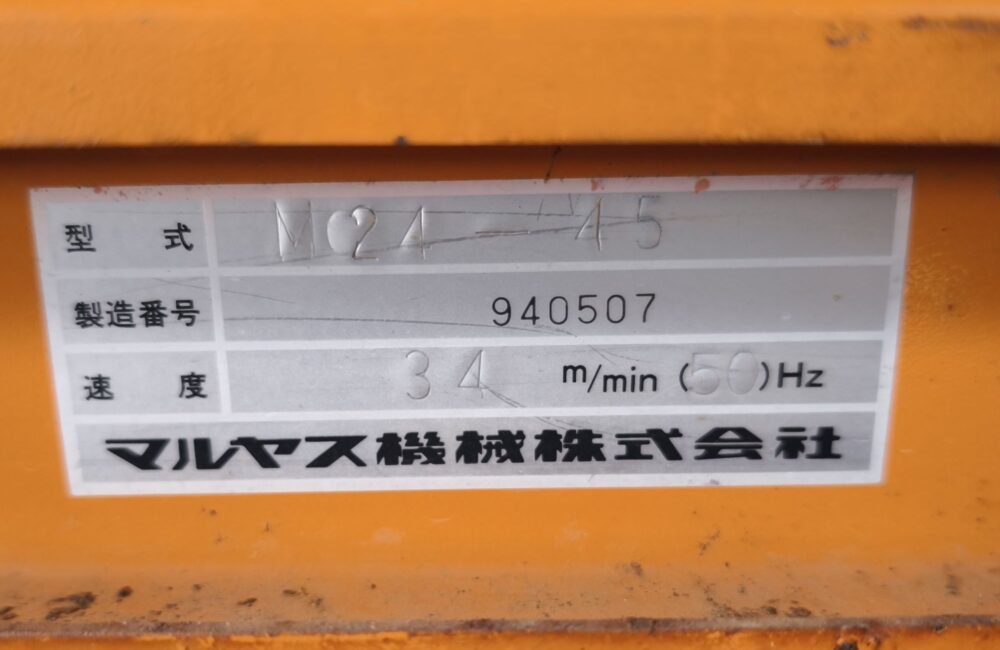 型 式 MC24-45
製造番号 940507
速 度 34 m/min (50)Hz
マルヤス機械株式会社